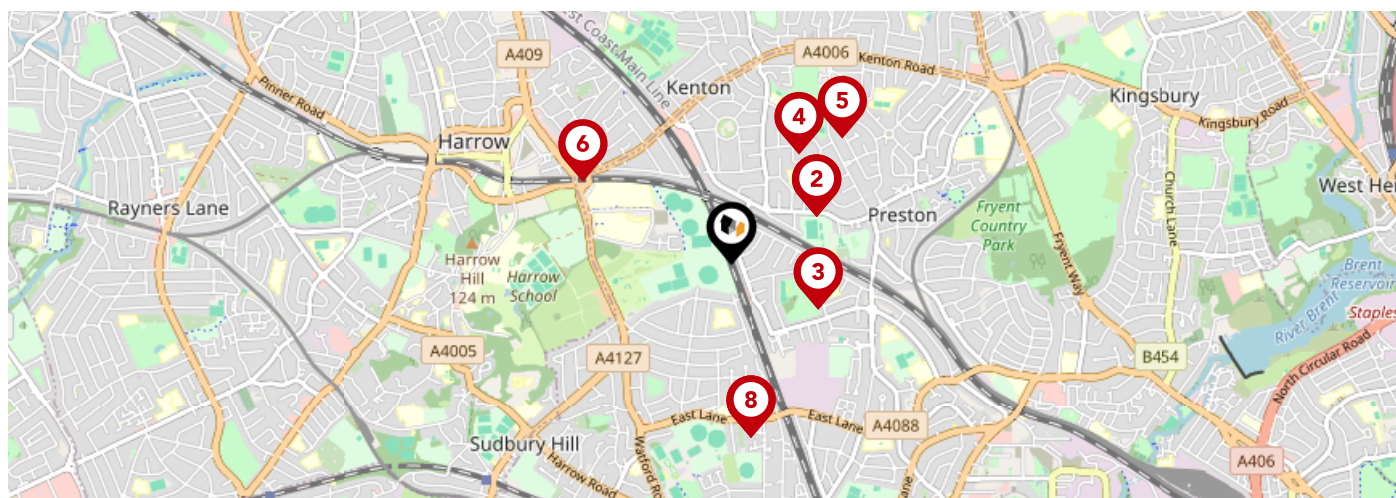 A409
A4006
Kenton Road
West Coast Main Line
Kenton
Kingsbury
Kingsbury Road
Pinner Road
Harrow
6
4
5
2
3
8
Rayners Lane
Preston
West He
Church Lane
Fryent
Country
Park
Fryent Way
Harrow
Hill
124 m
Harrow
School
Brent
Reservoir
River Brent
Staples
North Circular Road
A4005
A4127
B454
East Lane
East Lane
A4088
Sudbury Hill
Harrow Road
Watford Ro
Lane
A406